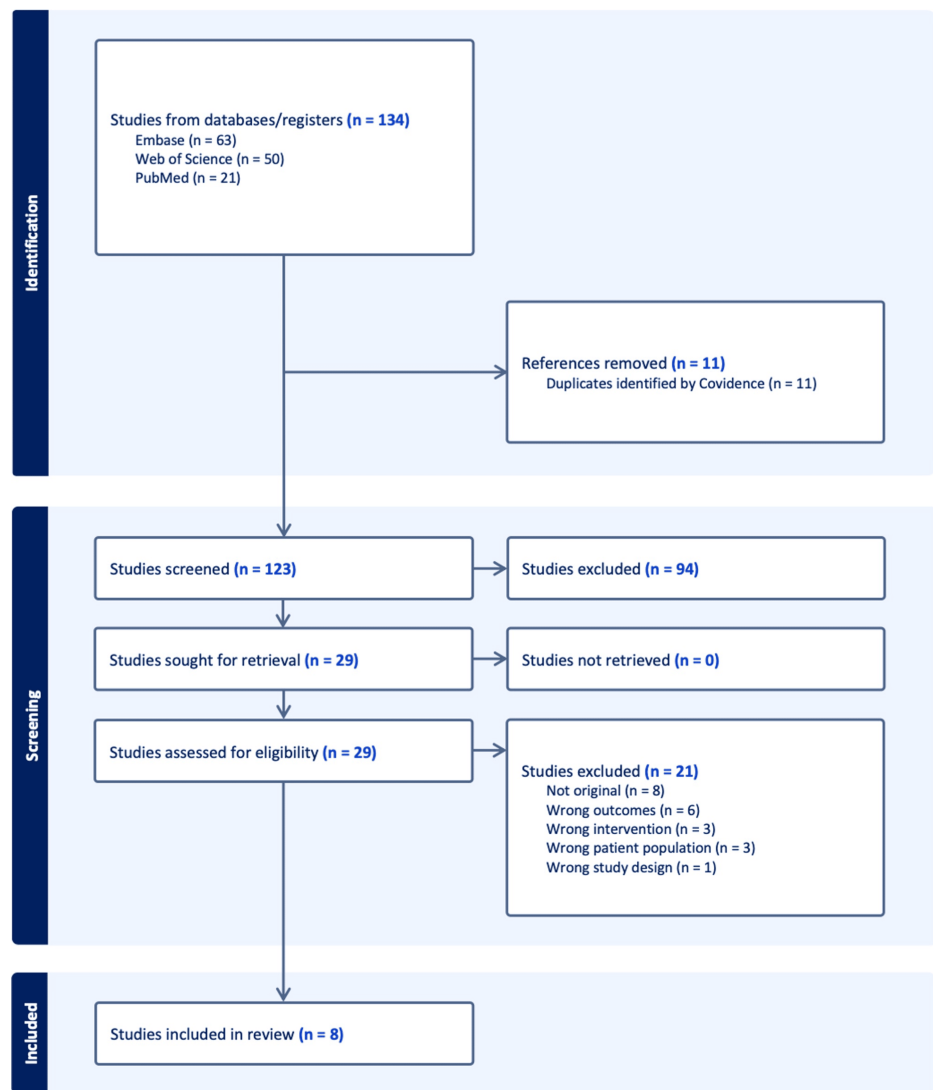 Identification
Studies from databases/registers (n = 134)
Embase (n = 63)
Web of Science (n = 50)
PubMed (n = 21)
References removed (n = 11)
Duplicates identified by Covidence (n = 11)
Screening
Studies screened (n = 123)
Studies excluded (n = 94)
Studies sought for retrieval (n = 29)
Studies not retrieved (n = 0)
Studies assessed for eligibility (n = 29)
Studies excluded (n = 21)
Not original (n = 8)
Wrong outcomes (n = 6)
Wrong intervention (n = 3)
Wrong patient population (n = 3)
Wrong study design (n = 1)
Included
Studies included in review (n = 8)